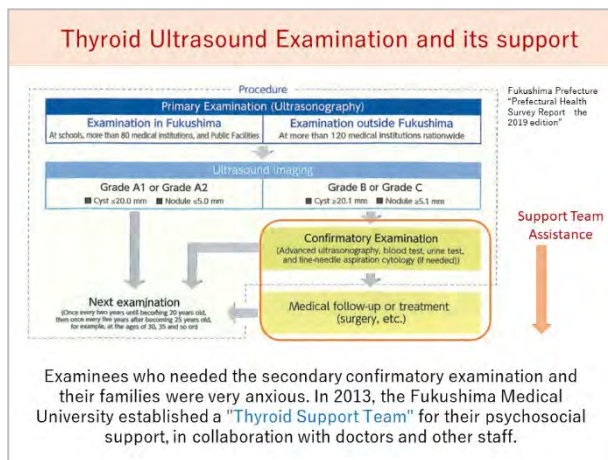 Thyroid Ultrasound Examination and its support
Procedure
Primary Examination (Ultrasonography)
Examination in Fukushima
At schools, more than 80 medical institutions, and Public Facilities
Examination outside Fukushima
At more than 120 medical institutions nationwide
Ultrasound Imaging
Grade A1 or Grade A2
■ Cyst ≤20.0 mm ■ Nodule ≤5.0 mm
Grade B or Grade C
■ Cyst ≥20.1 mm ■ Nodule ≥5.1 mm
Confirmatory Examination
(Advanced ultrasonography, blood test, urine test,
and fine-needle aspiration cytology (if needed))
Next examination
(Once every two years until becoming 20 years old,
then once every five years after becoming 25 years old,
for example, at the ages of 30, 35 and so on)
Medical follow-up or treatment
(surgery, etc.)
Fukushima Prefecture
"Prefectural Health
Survey Report the
2019 edition"
Support Team
Assistance
Examinees who needed the secondary confirmatory examination and
their families were very anxious. In 2013, the Fukushima Medical
University established a "Thyroid Support Team" for their psychosocial
support, in collaboration with doctors and other staff.